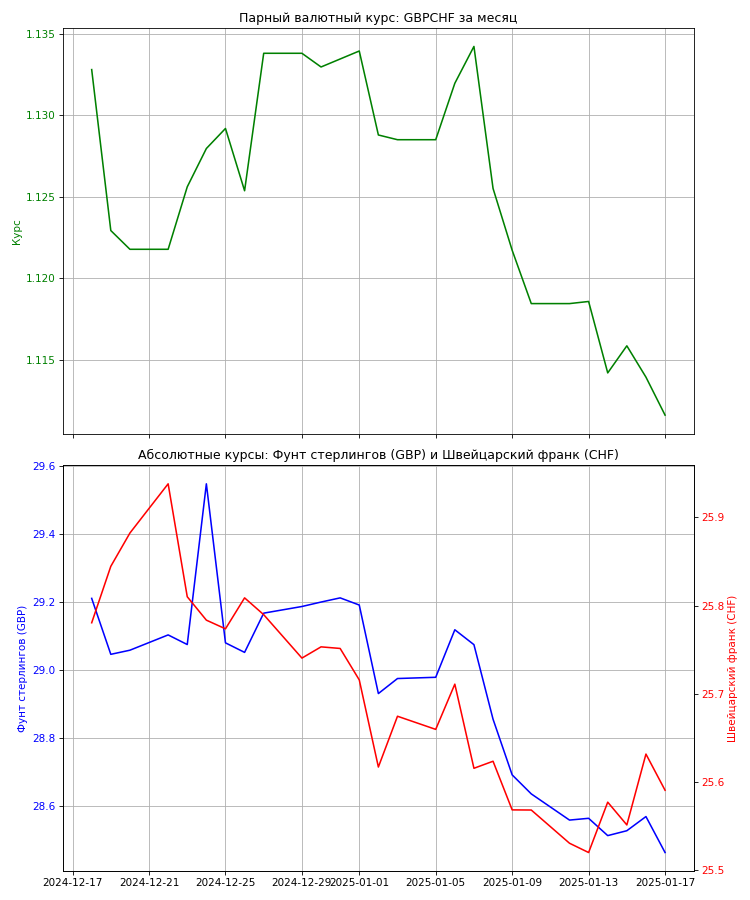 Парный валютный курс: GBPCHF за месяц
1.135
1.130
1.125
1.120
1.115
Курс
Абсолютные курсы: Фунт стерлингов (GBP) и Швейцарский франк (CHF)
29.6
29.4
29.2
29.0
28.8
28.6
Фунт стерлингов (GBP)
25.9
25.8
25.7
25.6
25.5
Швейцарский франк (CHF)
2024-12-17 2024-12-21 2024-12-25 2024-12-29 2025-01-01 2025-01-05 2025-01-09 2025-01-13 2025-01-17